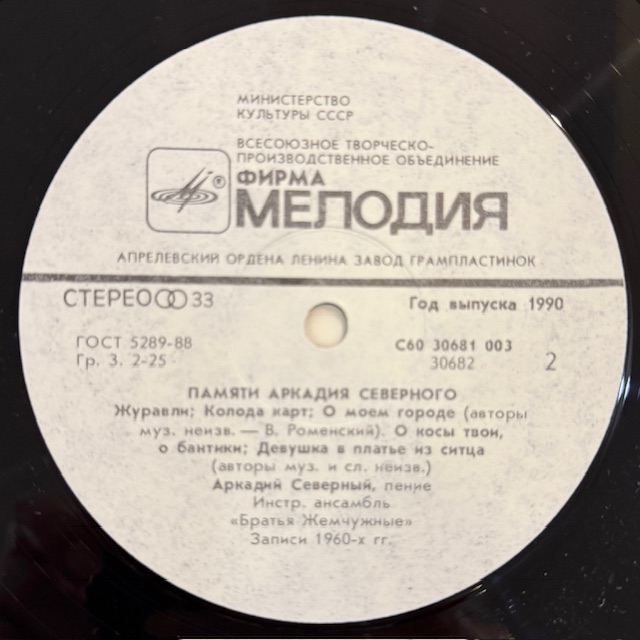 МИНИСТЕРСТВО
КУЛЬТУРЫ СССР
ВСЕСОЮЗНОЕ ТВОРЧЕСКО-
ПРОИЗВОДСТВЕННОЕ ОБЪЕДИНЕНИЕ
®
ФИРМА
МЕЛОДИЯ
АПРЕЛЕВСКИЙ ОРДЕНА ЛЕНИНА ЗАВОД ГРАМПЛАСТИНОК
СТЕРЕО 33
Год выпуска 1990
ГОСТ 5289-88
С60 30681 003
Гр. 3. 2-25
30682
2
ПАМЯТИ АРКАДИЯ СЕВЕРНОГО
Журавли; Колода карт; О моем городе (авторы
муз. неизв. — В. Роменский). О косы твои,
о бантики; Девушка в платье из ситца
(авторы муз. и сл. неизв.)
Аркадий Северный, пение
Инстр. ансамбль
«Братья Жемчужные»
Записи 1960-х гг.